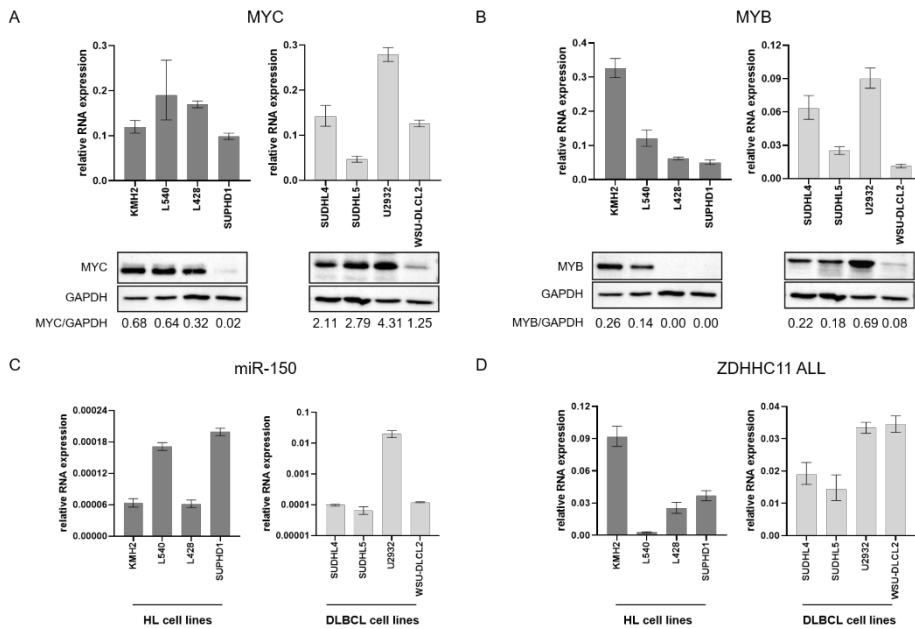 A
MYC
relative RNA expression
0.3
0.2
0.1
0.0
KMH2
L540
L428
SUPHD1
relative RNA expression
0.3
0.2
0.1
0.0
SUDHL4
SUDHL5
U2932
WSU-DLCL2
MYC
GAPDH
MYC/GAPDH
0.68 0.64 0.32 0.02
2.11 2.79 4.31 1.25
B
MYB
relative RNA expression
0.4
0.3
0.2
0.1
0.0
KMH2
L540
L428
SUPHD1
relative RNA expression
0.12
0.09
0.06
0.03
0.00
SUDHL4
SUDHL5
U2932
WSU-DLCL2
MYB
GAPDH
MYB/GAPDH
0.26 0.14 0.00 0.00
0.22 0.18 0.69 0.08
C
miR-150
relative RNA expression
0.00024
0.00018
0.00012
0.00006
0.00000
KMH2
L540
L428
SUPHD1
HL cell lines
relative RNA expression
0.1
0.01
0.001
0.0001
0.00001
SUDHL4
SUDHL5
U2932
WSU-DLCL2
DLBCL cell lines
D
ZDHHC11 ALL
relative RNA expression
0.12
0.09
0.06
0.03
0.00
KMH2
L540
L428
SUPHD1
HL cell lines
relative RNA expression
0.04
0.03
0.02
0.01
0.00
SUDHL4
SUDHL5
U2932
WSU-DLCL2
DLBCL cell lines